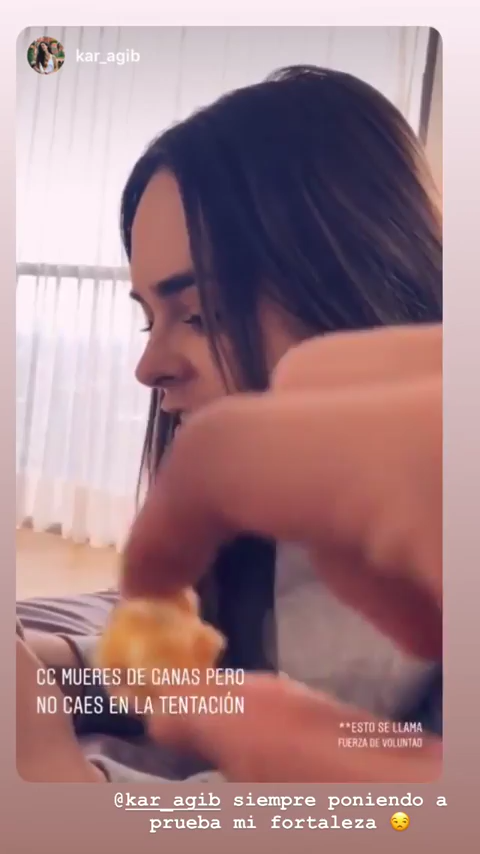 kar_agib
CC MUERES DE GANAS PERO
NO CAES EN LA TENTACIÓN
**ESTO SE LLAMA
FUERZA DE VOLUNTAD
@kar_agib siempre poniendo a
prueba mi fortaleza 😒